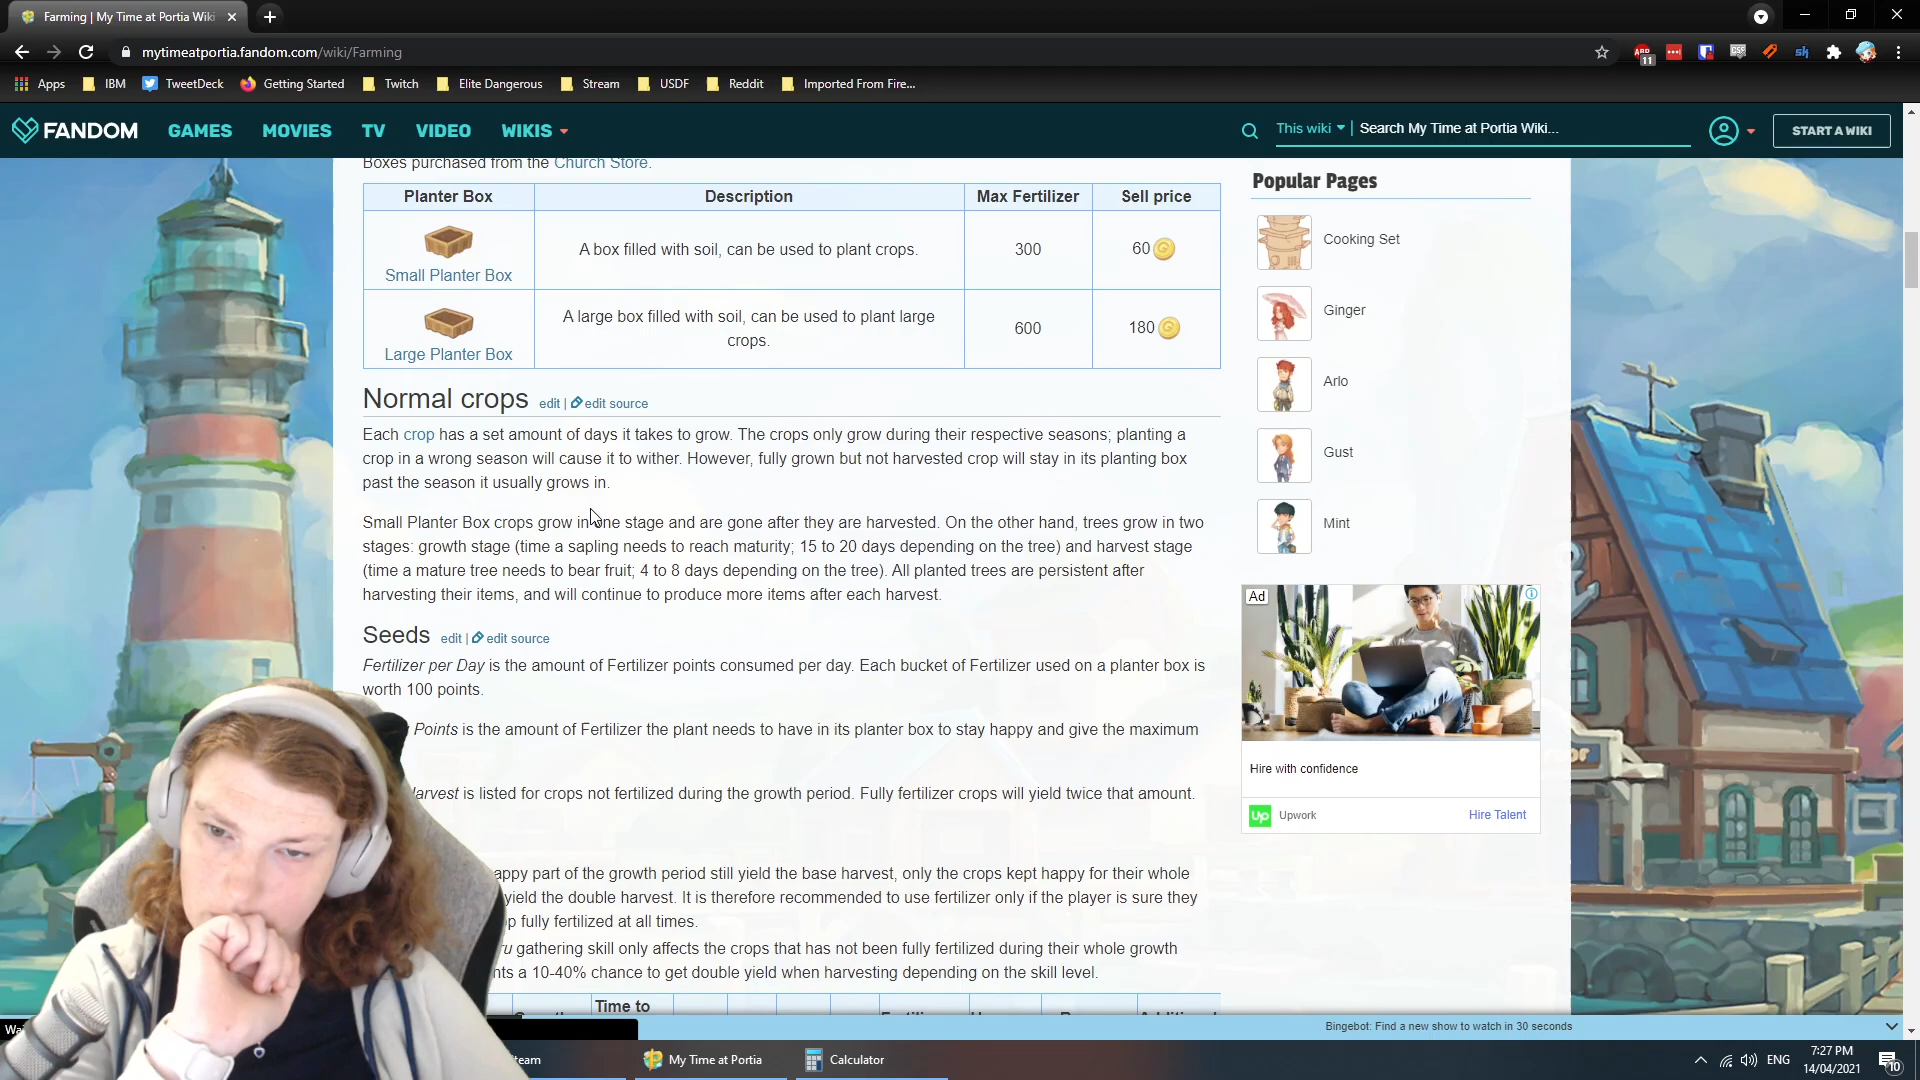 Farming | My Time at Portia Wiki
mytimeatportia.fandom.com/wiki/Farming
11
Apps IBM TweetDeck Getting Started Twitch Elite Dangerous Stream USDF Reddit Imported From Fire...
FANDOM GAMES MOVIES TV VIDEO WIKIS This wiki Search My Time at Portia Wiki... START A WIKI
Boxes purchased from the Church Store.
Planter Box Description Max Fertilizer Sell price
Small Planter Box A box filled with soil, can be used to plant crops. 300 60
Large Planter Box A large box filled with soil, can be used to plant large
crops. 600 180
Normal crops edit | edit source
Each crop has a set amount of days it takes to grow. The crops only grow during their respective seasons; planting a
crop in a wrong season will cause it to wither. However, fully grown but not harvested crop will stay in its planting box
past the season it usually grows in.
Small Planter Box crops grow in one stage and are gone after they are harvested. On the other hand, trees grow in two
stages: growth stage (time a sapling needs to reach maturity; 15 to 20 days depending on the tree) and harvest stage
(time a mature tree needs to bear fruit; 4 to 8 days depending on the tree). All planted trees are persistent after
harvesting their items, and will continue to produce more items after each harvest.
Seeds edit | edit source
Fertilizer per Day is the amount of Fertilizer points consumed per day. Each bucket of Fertilizer used on a planter box is
worth 100 points.
Points is the amount of Fertilizer the plant needs to have in its planter box to stay happy and give the maximum
is listed for crops not fertilized during the growth period. Fully fertilizer crops will yield twice that amount.
part of the growth period still yield the base harvest, only the crops kept happy for their whole
yield the double harvest. It is therefore recommended to use fertilizer only if the player is sure they
fully fertilized at all times.
gathering skill only affects the crops that has not been fully fertilized during their whole growth
a 10-40% chance to get double yield when harvesting depending on the skill level.
Time to
Popular Pages
Cooking Set
Ginger
Arlo
Gust
Mint
Ad
Hire with confidence
Up Upwork Hire Talent
Bingebot: Find a new show to watch in 30 seconds
My Time at Portia Calculator
ENG 7:27 PM
14/04/2021
10